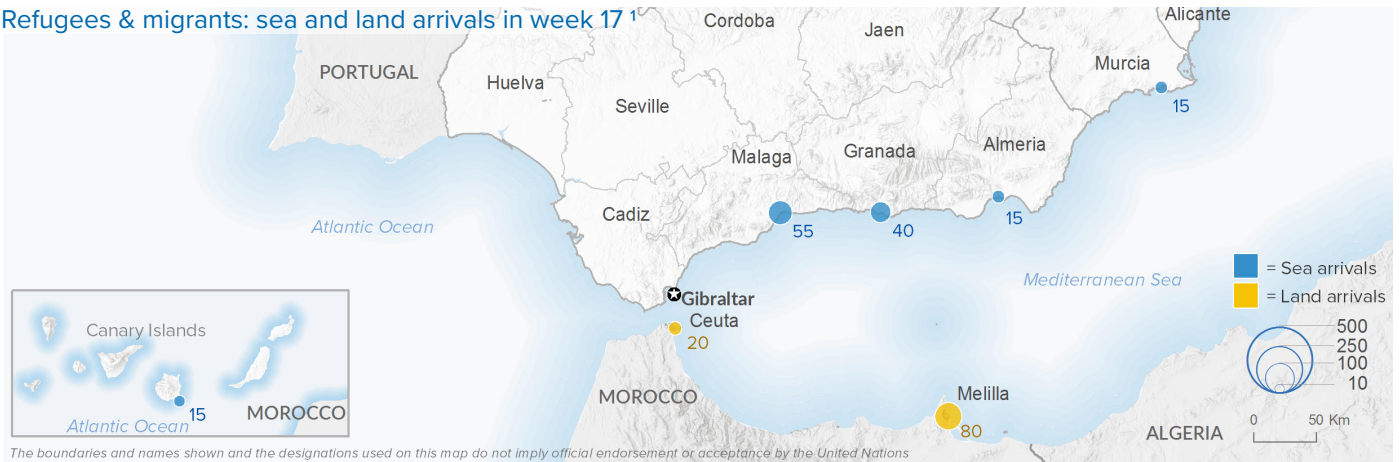 Refugees & migrants: sea and land arrivals in week 17 ¹
Alicante
Cordoba
Jaen
PORTUGAL
Huelva
Murcia
Seville
15
Almeria
Malaga
Granada
Cadiz
15
55
40
Atlantic Ocean
Mediterranean Sea
= Sea arrivals
= Land arrivals
Gibraltar
Ceuta
20
Canary Islands
500
250
100
10
MOROCCO
Melilla
80
15
MOROCCO
Atlantic Ocean
0 50 Km
ALGERIA
The boundaries and names shown and the designations used on this map do not imply official endorsement or acceptance by the United Nations